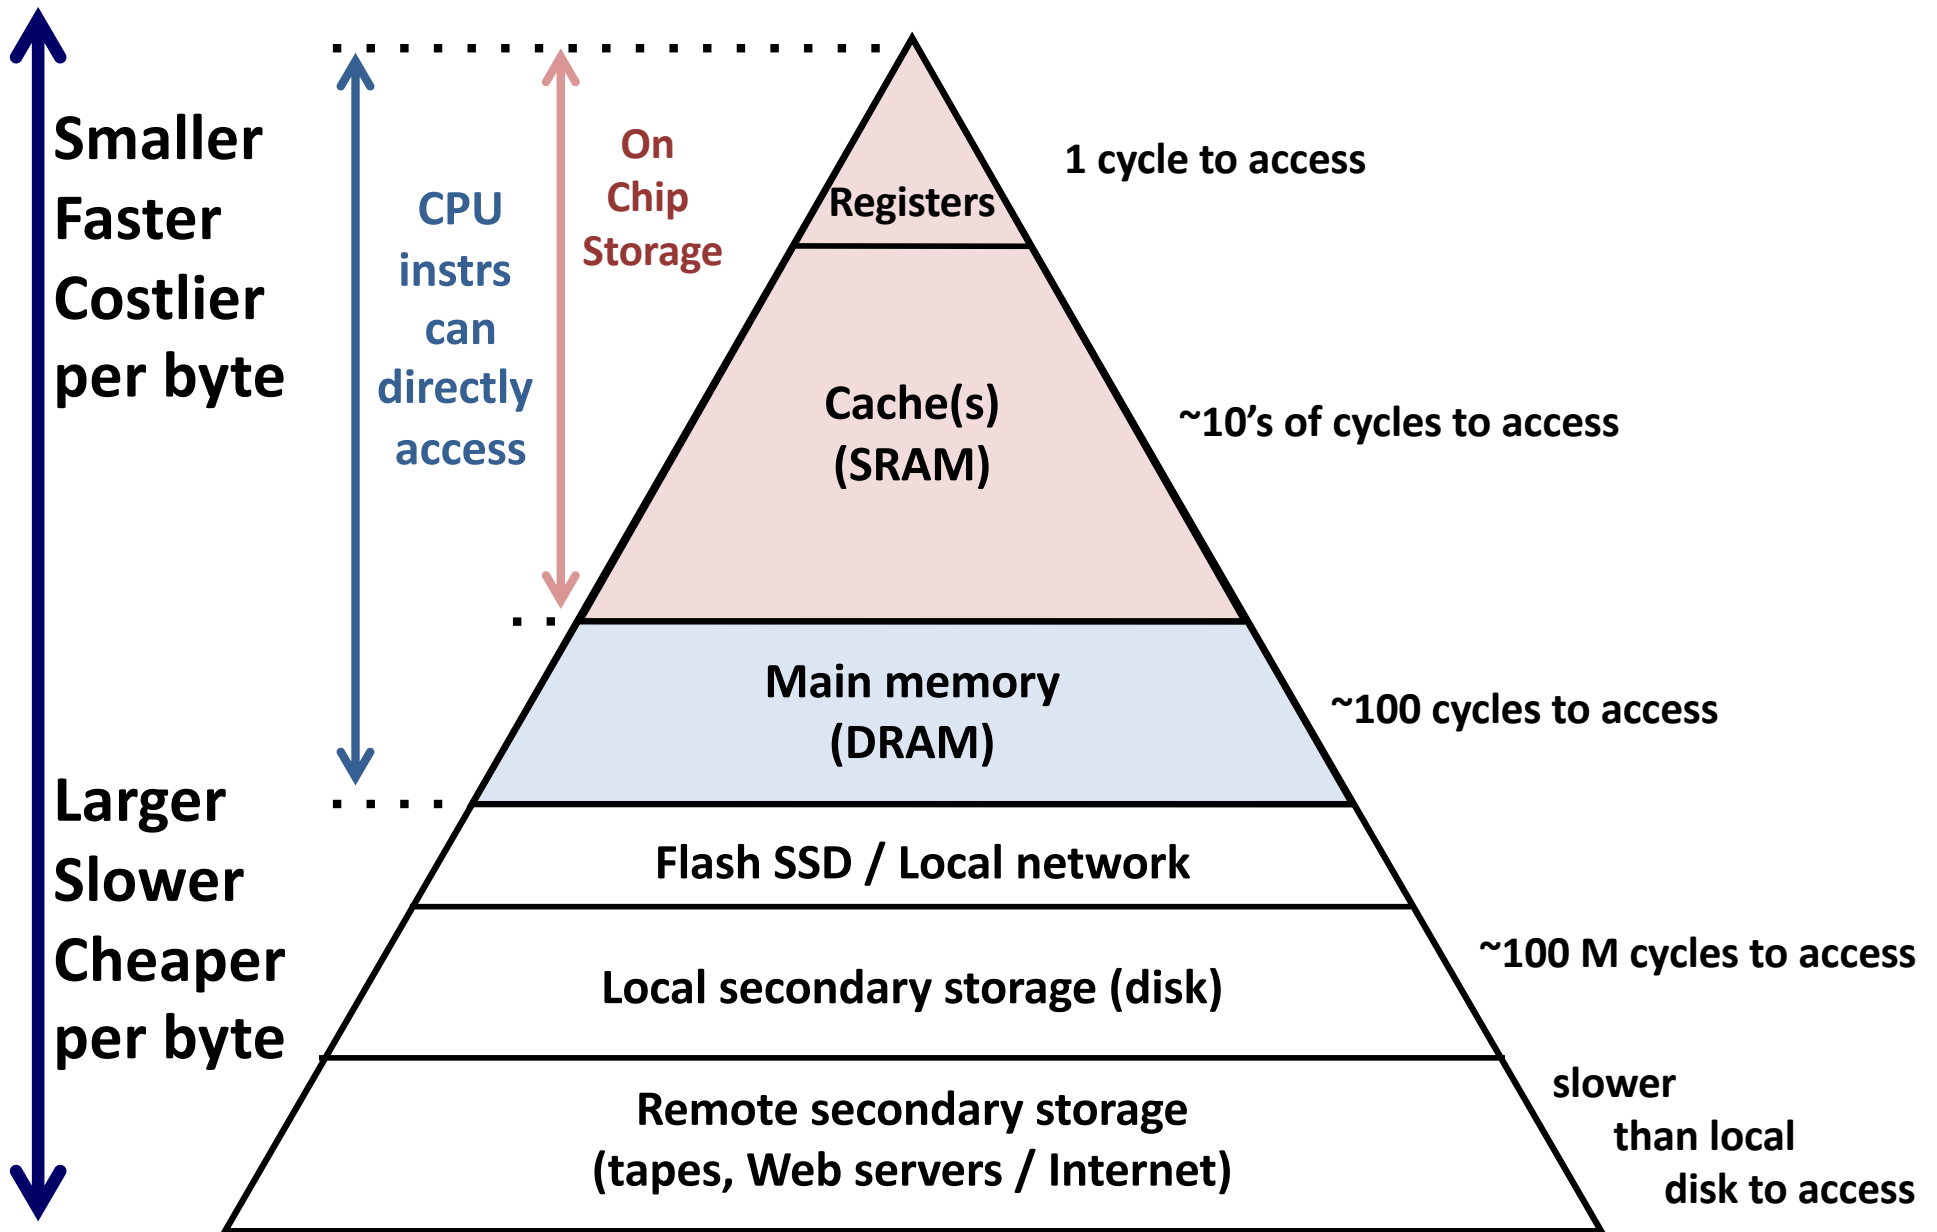 Smaller
Faster
Costlier
per byte
Larger
Slower
Cheaper
per byte
CPU
instrs
can
directly
access
On
Chip
Storage
Registers
1 cycle to access
Cache(s)
(SRAM)
~10’s of cycles to access
Main memory
(DRAM)
~100 cycles to access
Flash SSD / Local network
Local secondary storage (disk)
~100 M cycles to access
Remote secondary storage
(tapes, Web servers / Internet)
slower
than local
disk to access